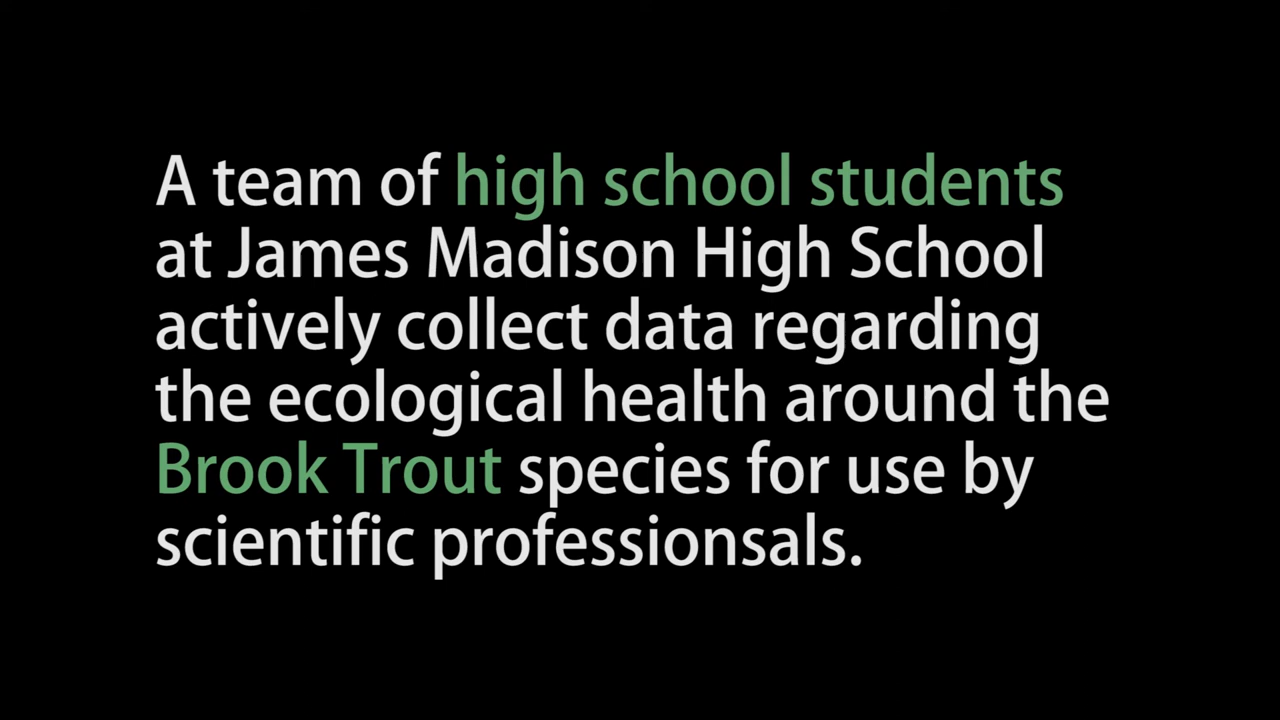 A team of high school students
at James Madison High School
actively collect data regarding
the ecological health around the
Brook Trout species for use by
scientific professionsals.